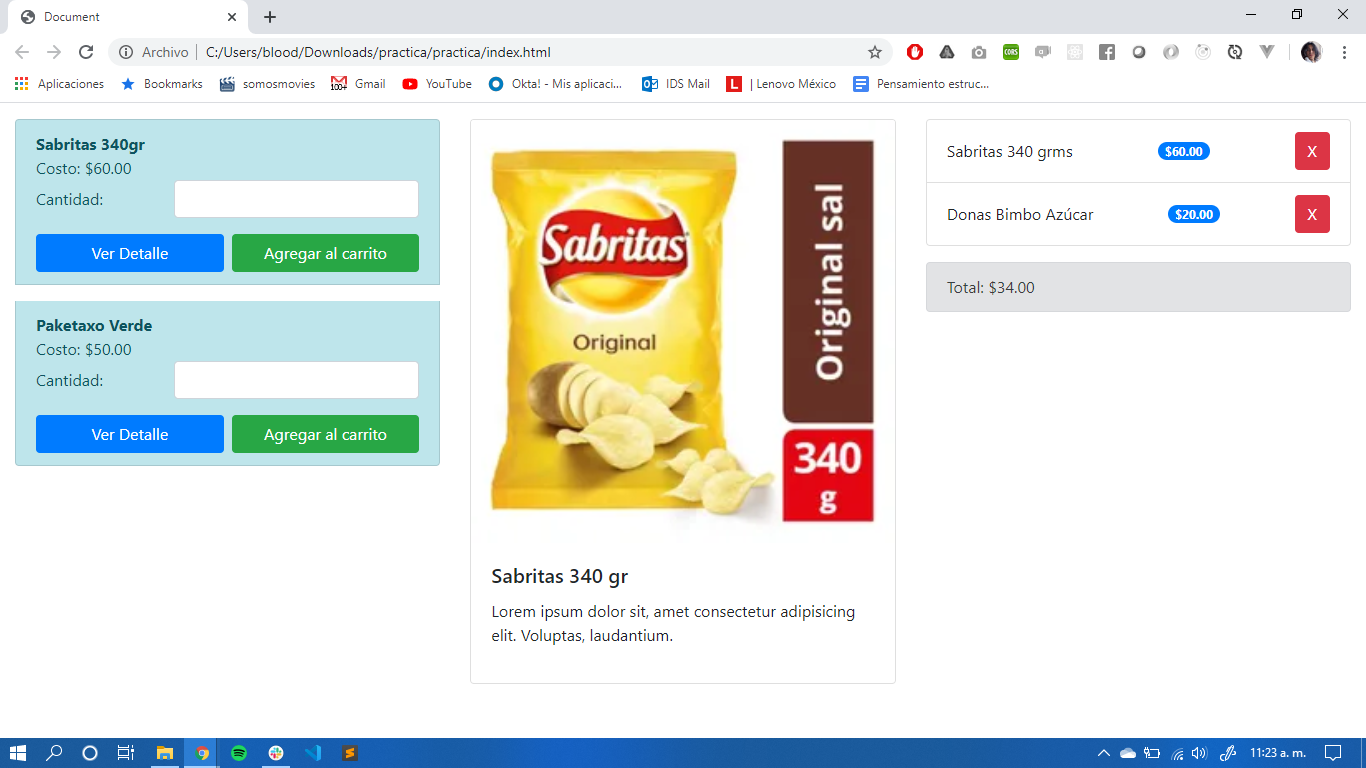 Document
Archivo
C:/Users/blood/Downloads/practica/practica/index.html
CORS
Aplicaciones
Bookmarks
somosmovies
100+
Gmail
YouTube
Okta! - Mis aplicaci...
IDS Mail
L | Lenovo México
Pensamiento estruc...
Sabritas 340gr
Costo: $60.00
Cantidad:
Ver Detalle
Agregar al carrito
Paketaxo Verde
Costo: $50.00
Cantidad:
Ver Detalle
Agregar al carrito
Sabritas
Original
Original sal
340
g
Sabritas 340 gr
Lorem ipsum dolor sit, amet consectetur adipisicing
elit. Voluptas, laudantium.
Sabritas 340 grms
$60.00
X
Donas Bimbo Azúcar
$20.00
X
Total: $34.00
11:23 a. m.